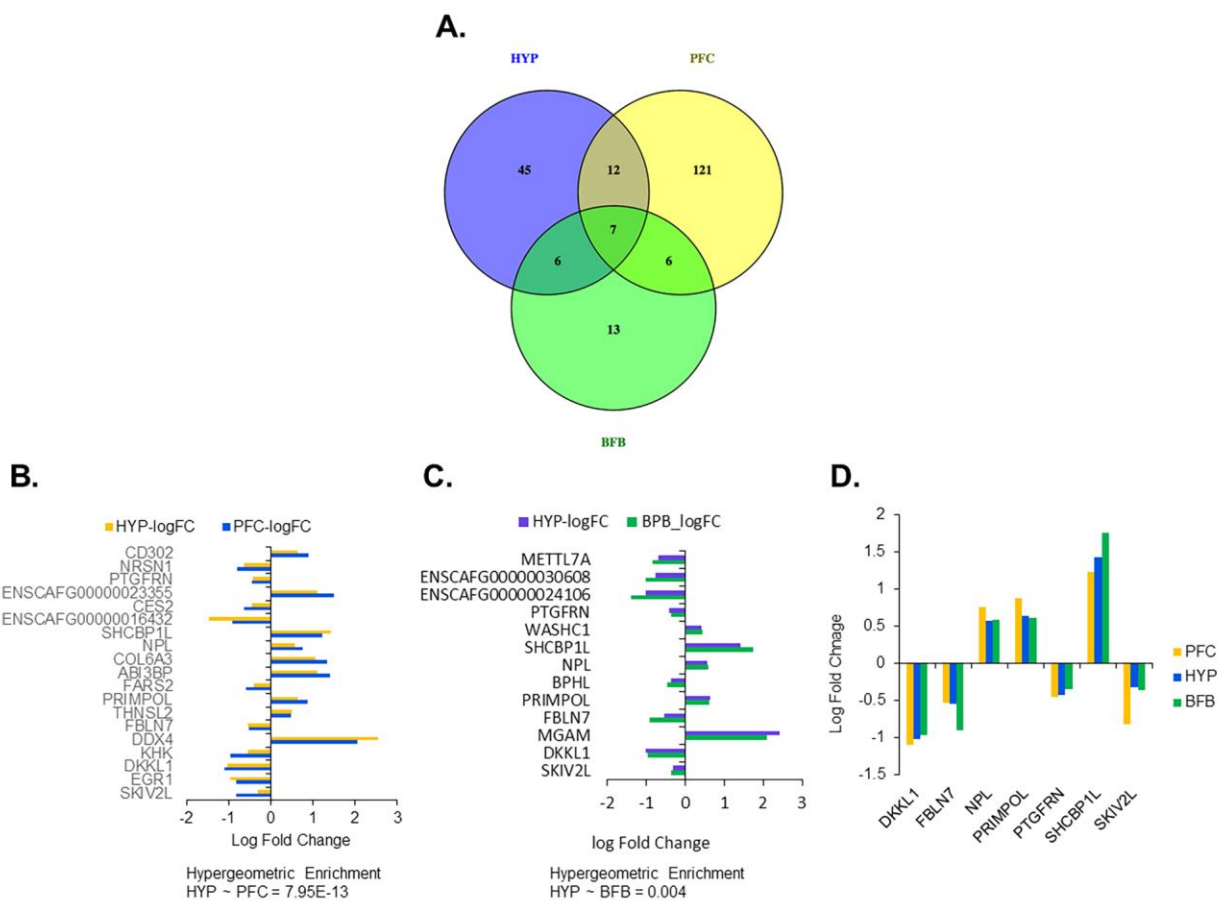 A.
HYP
PFC
45
12
121
7
6
6
13
BFB
B.
HYP-logFC PFC-logFC
CD302
NRSN1
PTGFRN
ENSCAFG00000023355
CES2
ENSCAFG00000016432
SHCBP1L
NPL
COL6A3
ABI3BP
FARS2
PRIMPOL
THNSL2
FBLN7
DDX4
KHK
DKKL1
EGR1
SKIV2L
-2 -1 0 1 2 3
Log Fold Change
Hypergeometric Enrichment
HYP ~ PFC = 7.95E-13
C.
HYP-logFC BPB_logFC
METTL7A
ENSCAFG00000030608
ENSCAFG00000024106
PTGFRN
WASHC1
SHCBP1L
NPL
BPHL
PRIMPOL
FBLN7
MGAM
DKKL1
SKIV2L
-2 -1 0 1 2 3
log Fold Change
Hypergeometric Enrichment
HYP ~ BFB = 0.004
D.
Log Fold Chnage
2
1.5
1
0.5
0
-0.5
-1
-1.5
DKKL1
FBLN7
NPL
PRIMPOL
PTGFRN
SHCBP1L
SKIV2L
PFC
HYP
BFB